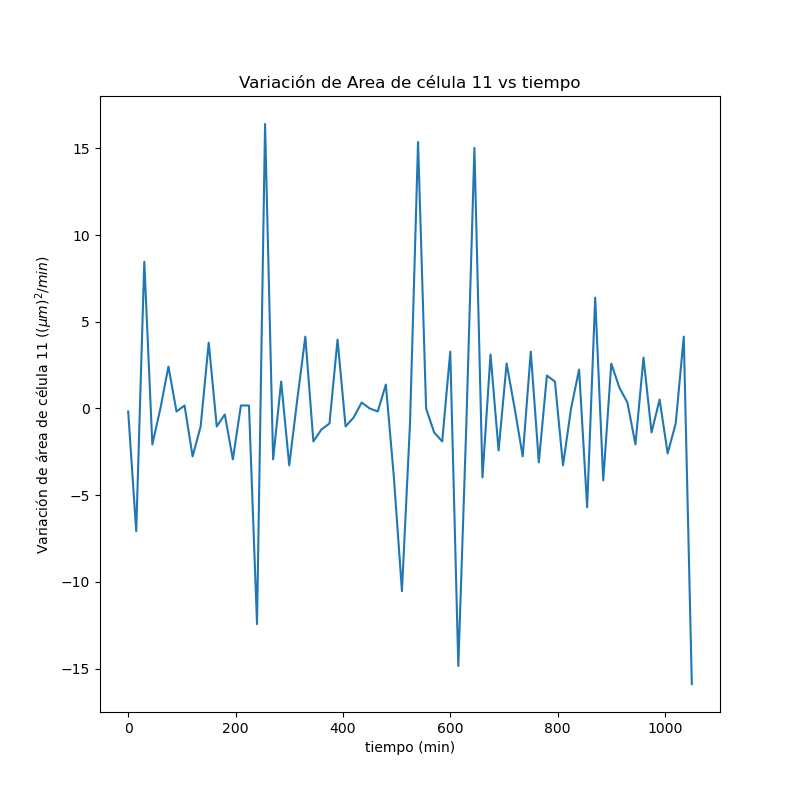 Variación de Area de célula 11 vs tiempo
Variación de área de célula 11 ((μm)²/min)
15
10
5
0
−5
−10
−15
0 200 400 600 800 1000
tiempo (min)